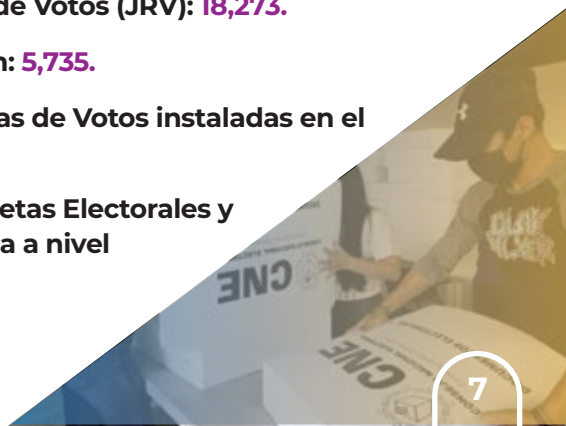 de Votos (JRV): 18,273.
n: 5,735.
as de Votos instaladas en el
etas Electorales y
a a nivel
CNE
CNE
7